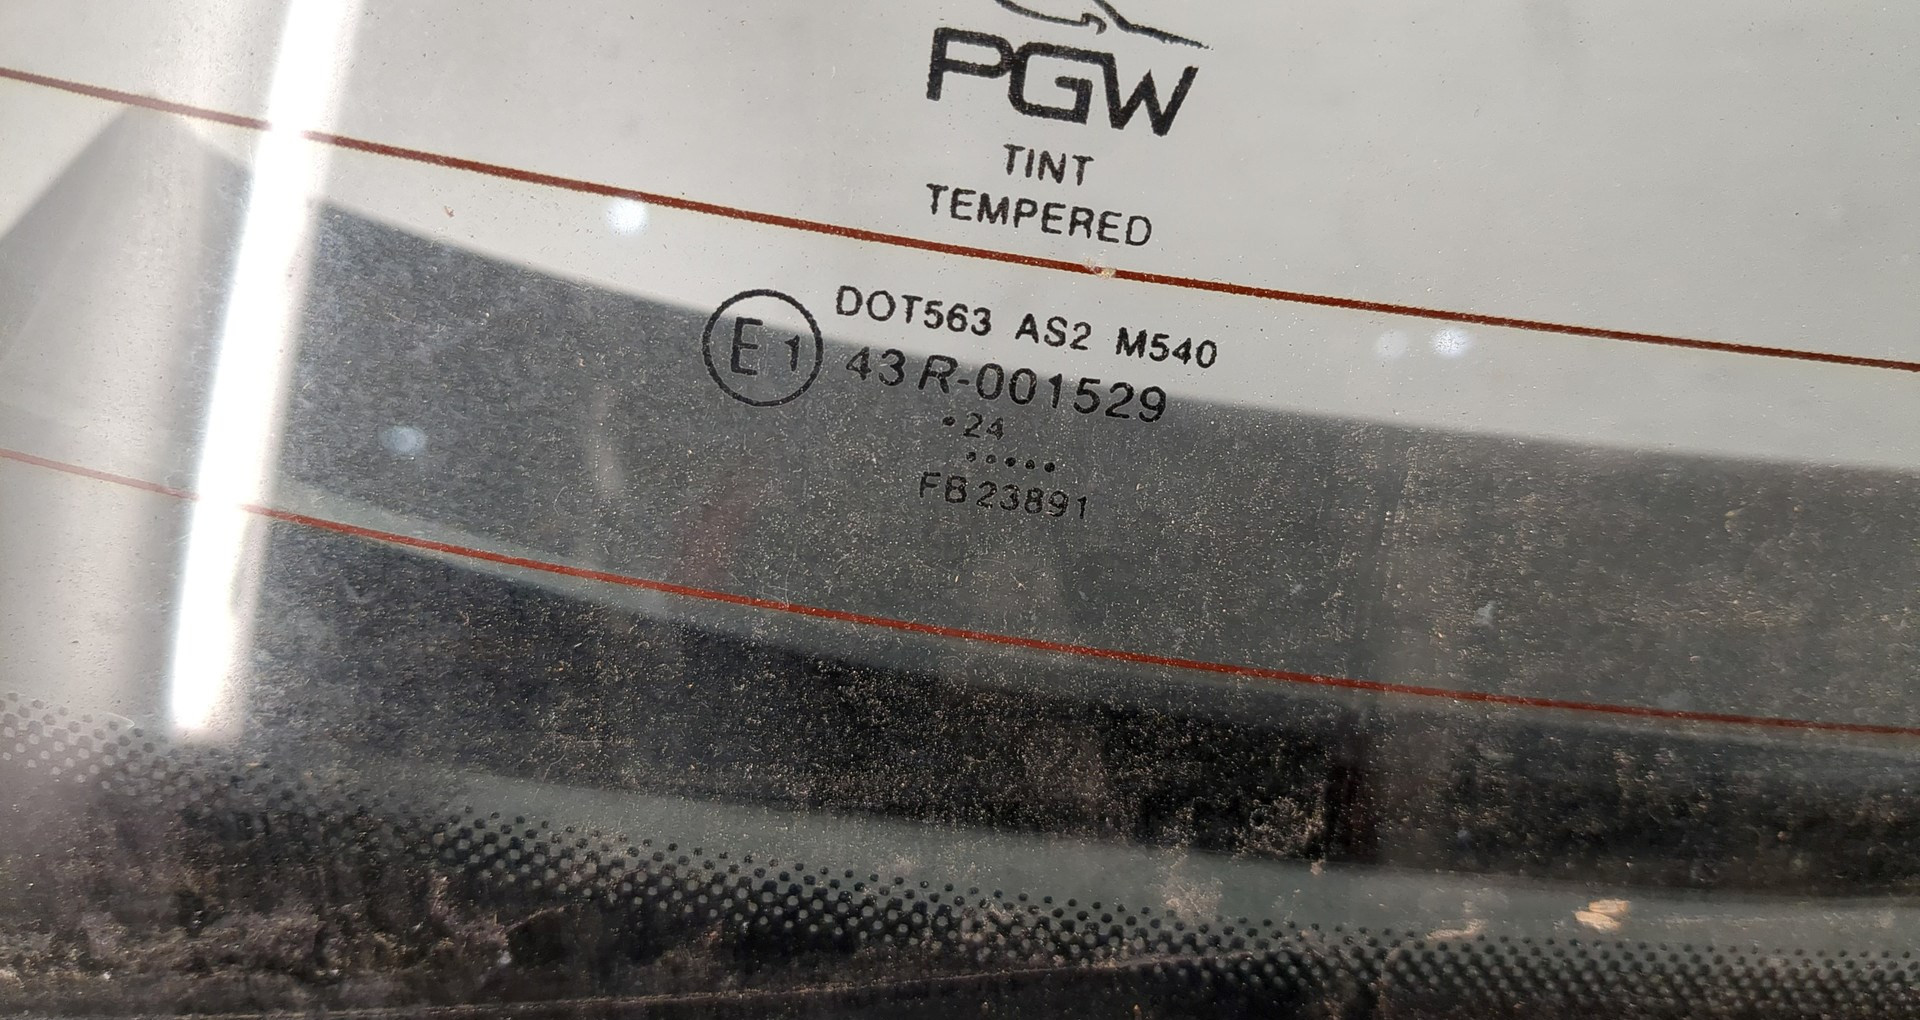 PGW
TINT
TEMPERED
DOT563 AS2 M540
E1 43R-001529
•24
•••••
FB23891